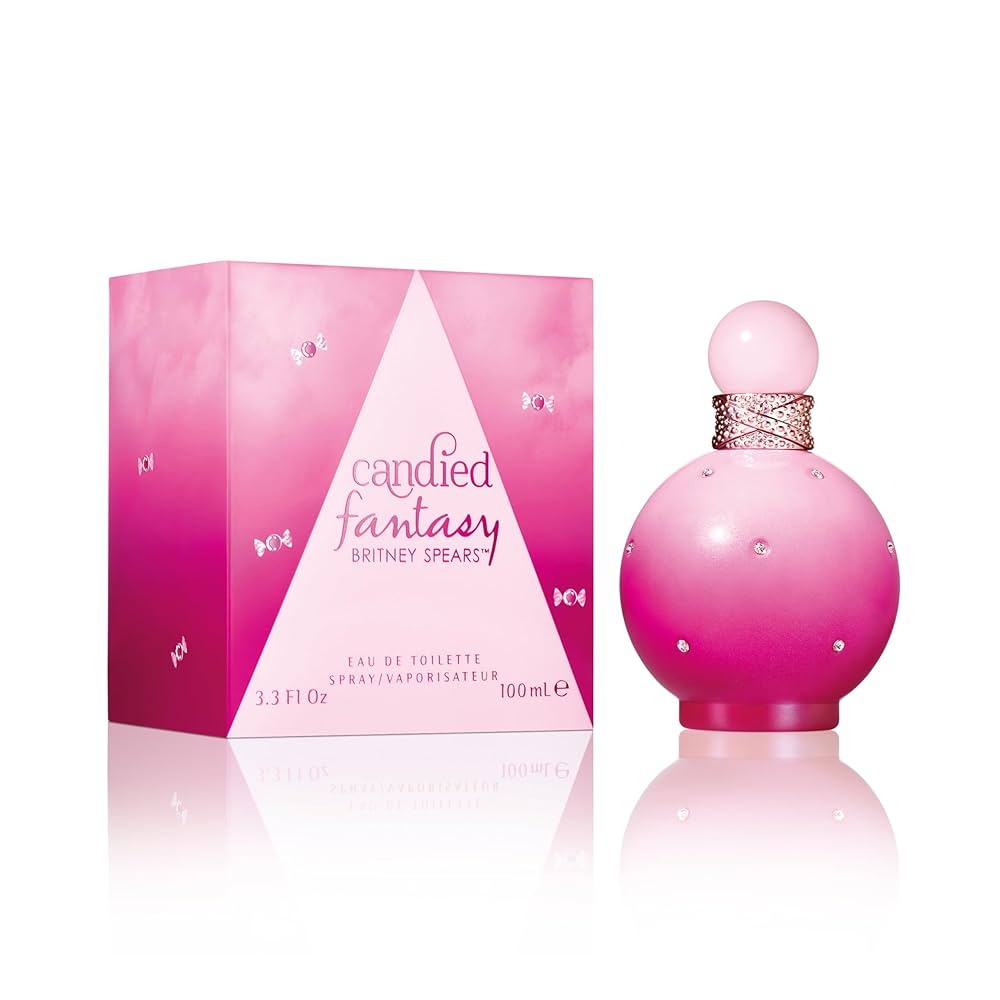 candied
fantasy
BRITNEY SPEARS™
EAU DE TOILETTE
SPRAY/VAPORISATEUR
3.3 Fl Oz
100 mL ℮